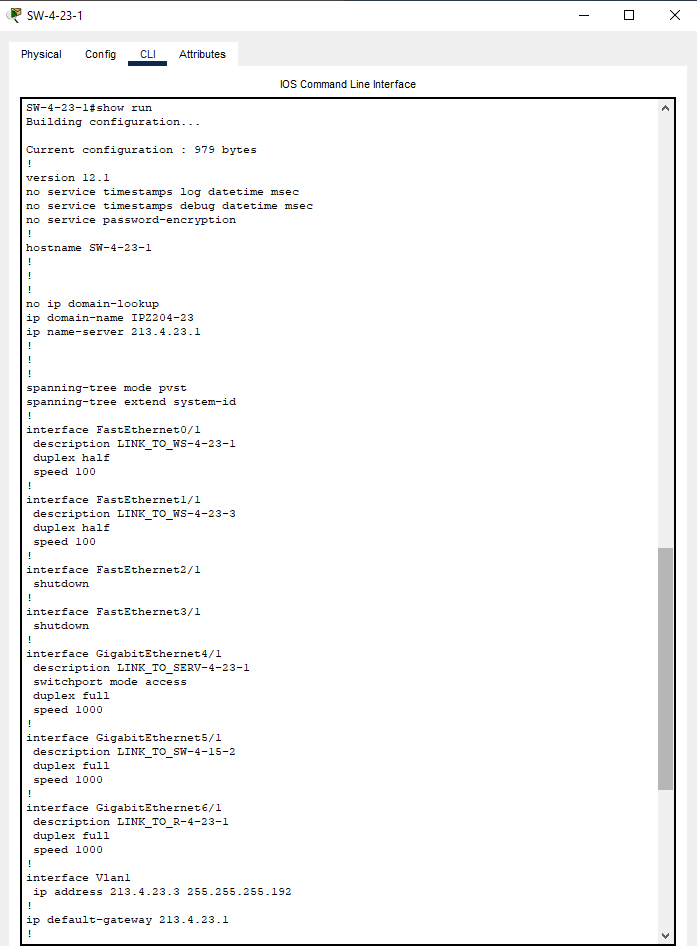 SW-4-23-1
Physical Config CLI Attributes
IOS Command Line Interface
SW-4-23-1#show run
Building configuration...
Current configuration : 979 bytes
!
version 12.1
no service timestamps log datetime msec
no service timestamps debug datetime msec
no service password-encryption
!
hostname SW-4-23-1
!
!
!
no ip domain-lookup
ip domain-name IPZ204-23
ip name-server 213.4.23.1
!
!
!
spanning-tree mode pvst
spanning-tree extend system-id
!
interface FastEthernet0/1
description LINK_TO_WS-4-23-1
duplex half
speed 100
!
interface FastEthernet1/1
description LINK_TO_WS-4-23-3
duplex half
speed 100
!
interface FastEthernet2/1
shutdown
!
interface FastEthernet3/1
shutdown
!
interface GigabitEthernet4/1
description LINK_TO_SERV-4-23-1
switchport mode access
duplex full
speed 1000
!
interface GigabitEthernet5/1
description LINK_TO_SW-4-15-2
duplex full
speed 1000
!
interface GigabitEthernet6/1
description LINK_TO_R-4-23-1
duplex full
speed 1000
!
interface Vlan1
ip address 213.4.23.3 255.255.255.192
!
ip default-gateway 213.4.23.1
!